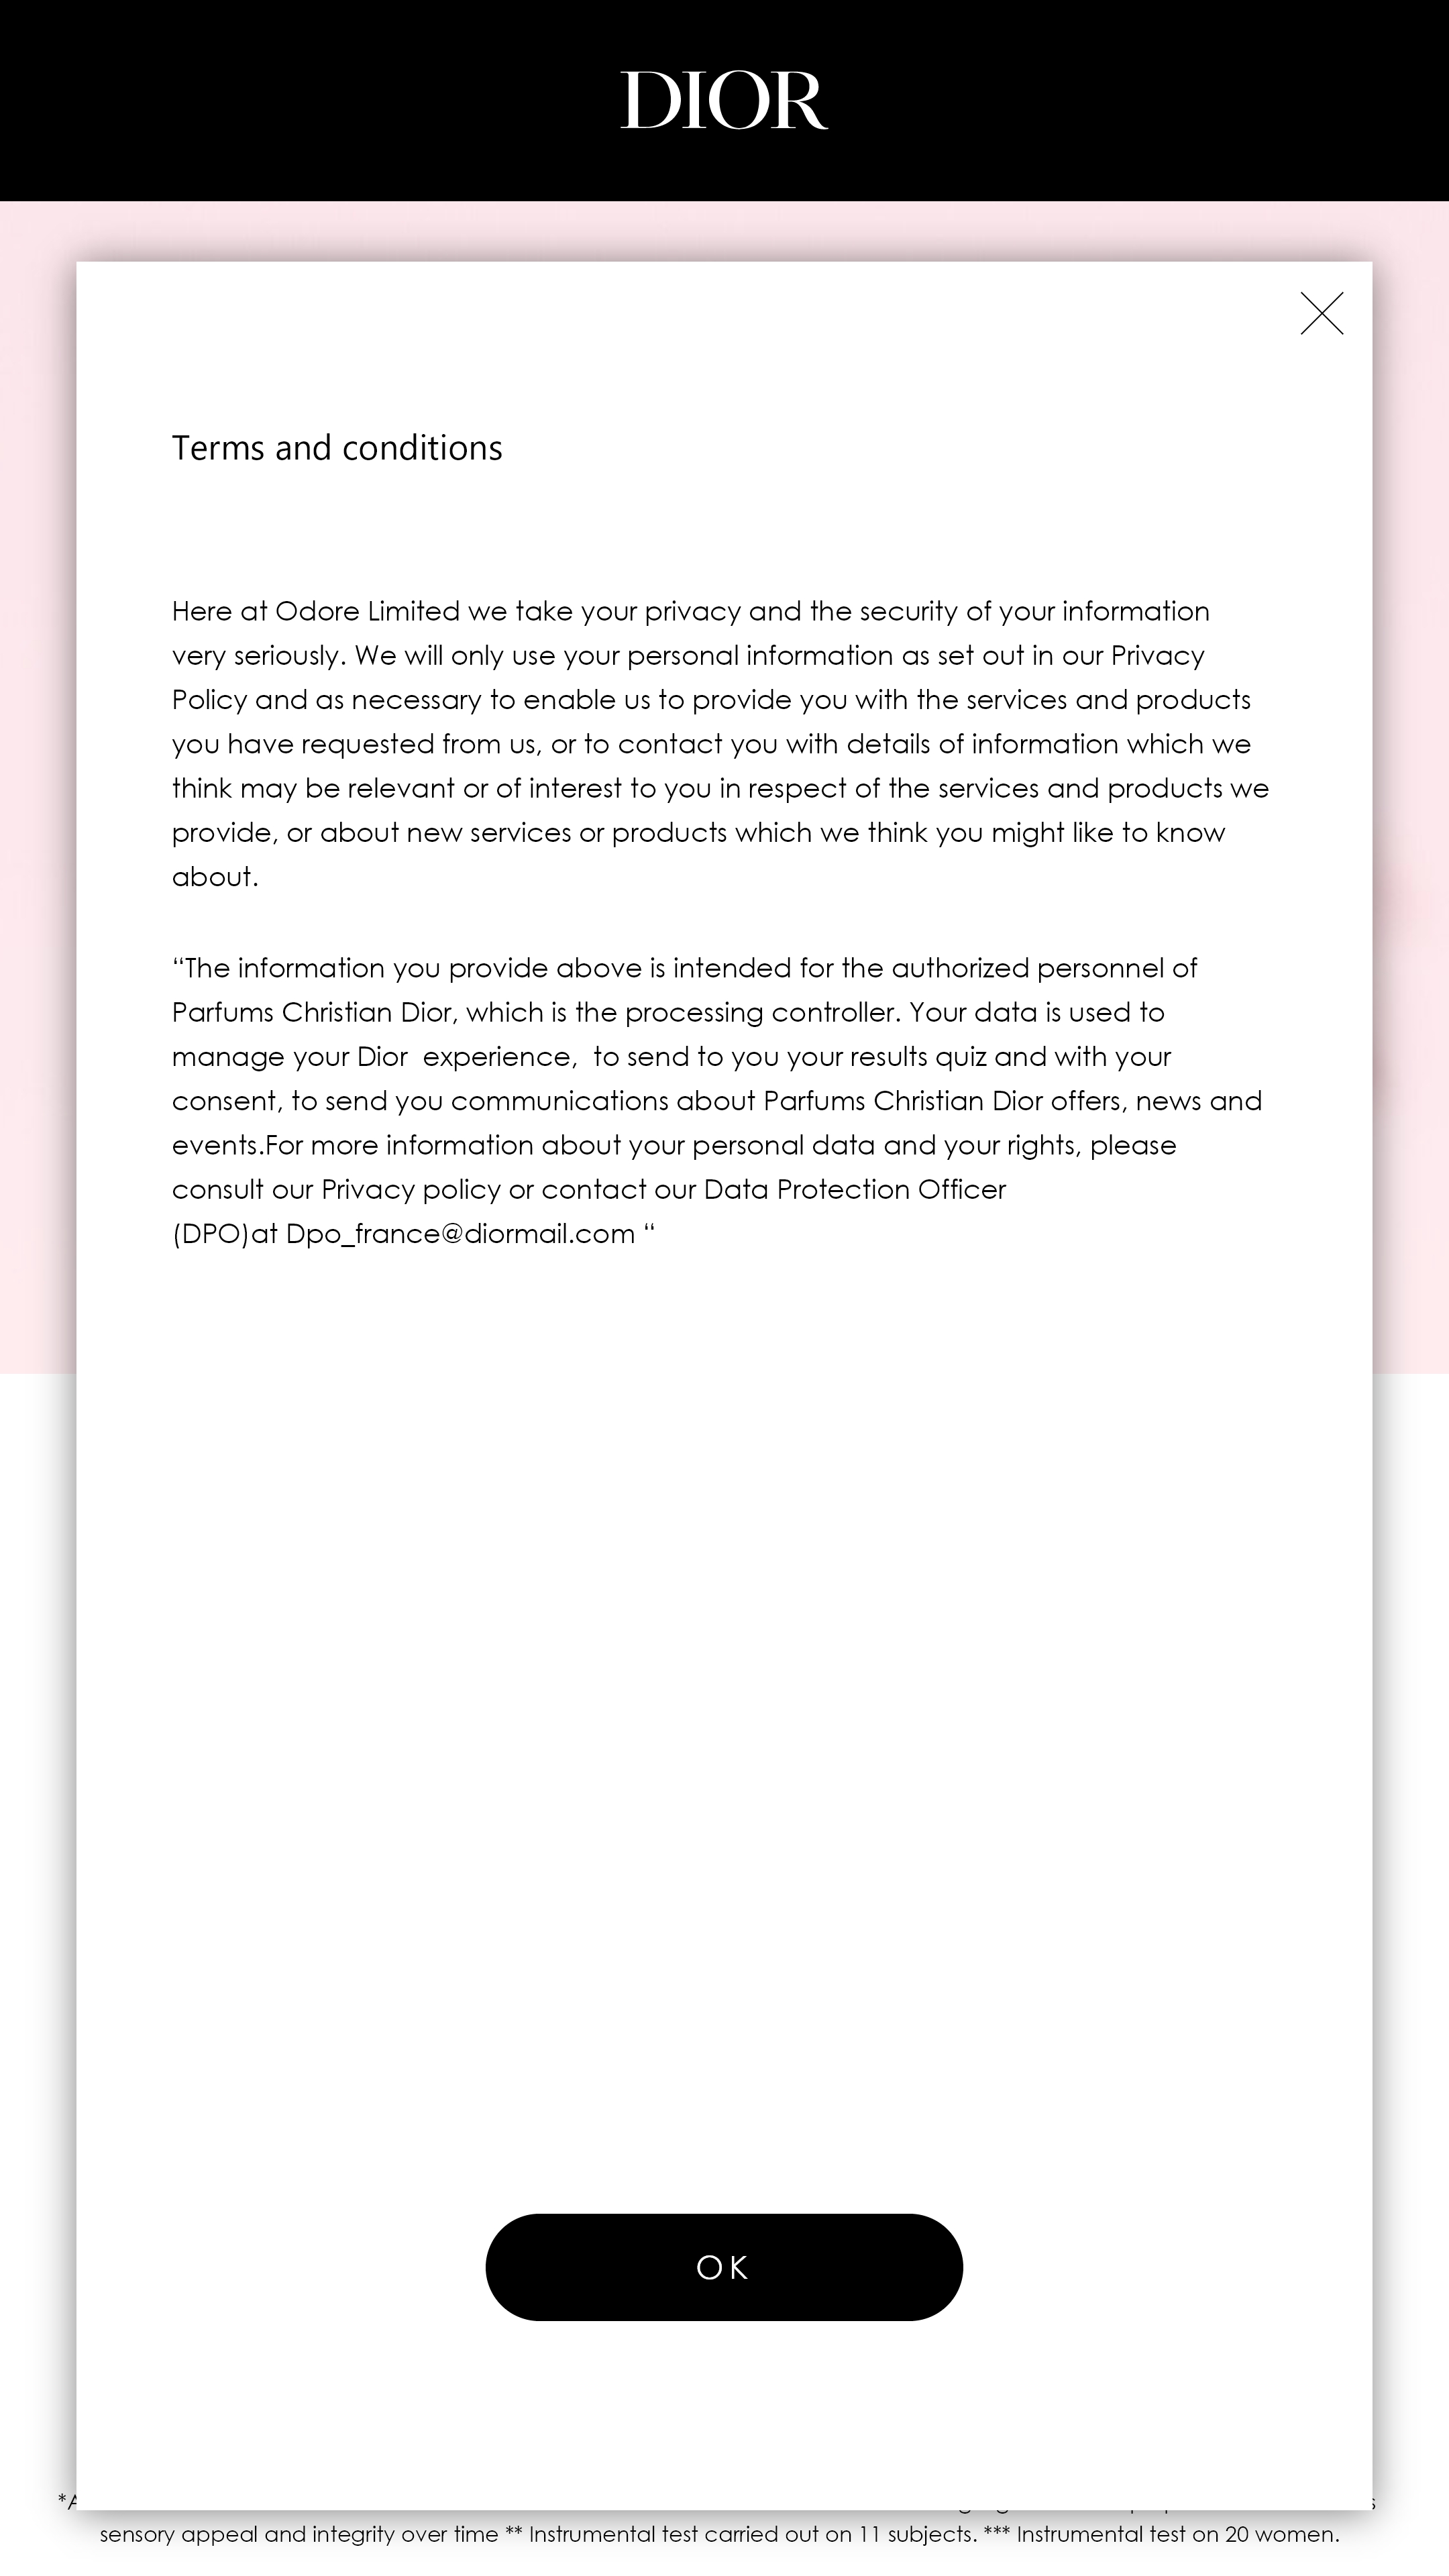 DIOR
Terms and conditions
Here at Odore Limited we take your privacy and the security of your information
very seriously. We will only use your personal information as set out in our Privacy
Policy and as necessary to enable us to provide you with the services and products
you have requested from us, or to contact you with details of information which we
think may be relevant or of interest to you in respect of the services and products we
provide, or about new services or products which we think you might like to know
about.
“The information you provide above is intended for the authorized personnel of
Parfums Christian Dior, which is the processing controller. Your data is used to
manage your Dior  experience,  to send to you your results quiz and with your
consent, to send you communications about Parfums Christian Dior offers, news and
events.For more information about your personal data and your rights, please
consult our Privacy policy or contact our Data Protection Officer
(DPO)at Dpo_france@diormail.com “
OK
sensory appeal and integrity over time ** Instrumental test carried out on 11 subjects. *** Instrumental test on 20 women.